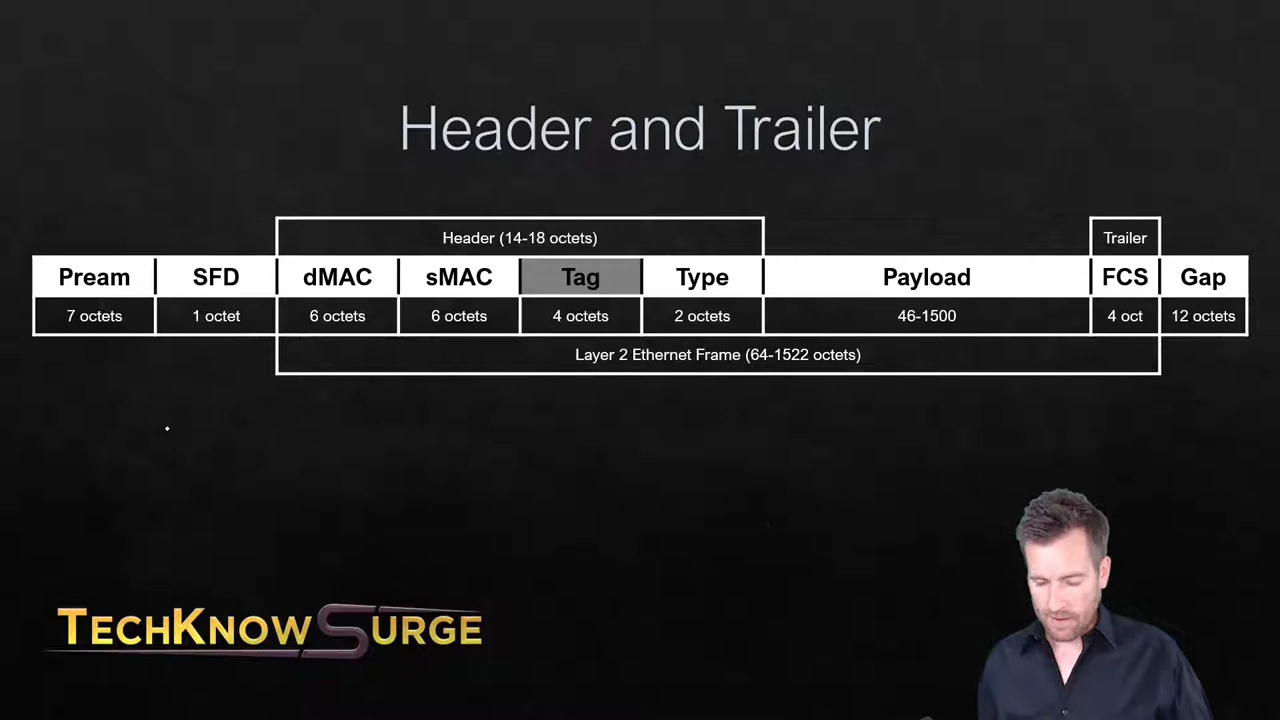 Header and Trailer
Header (14-18 octets)
Trailer
Pream SFD dMAC sMAC Tag Type Payload FCS Gap
7 octets 1 octet 6 octets 6 octets 4 octets 2 octets 46-1500 4 oct 12 octets
Layer 2 Ethernet Frame (64-1522 octets)
TECHKNOWSURGE